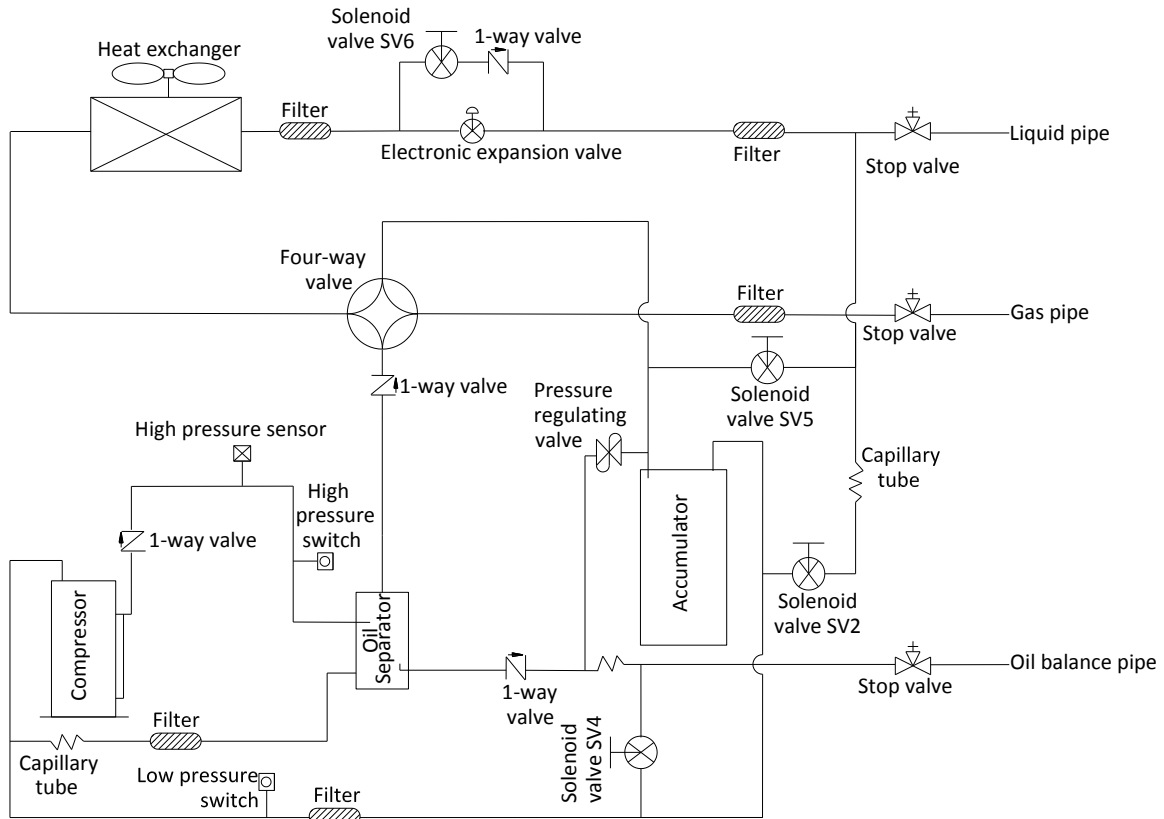 Solenoid
valve SV6
1-way valve
Heat exchanger
Filter
Electronic expansion valve
Filter
Stop valve
Liquid pipe
Four-way
valve
Filter
Stop valve
Gas pipe
1-way valve
Pressure
regulating
valve
Solenoid
valve SV5
High pressure sensor
High
pressure
switch
1-way valve
Capillary
tube
Accumulator
Solenoid
valve SV2
Compressor
Oil
Separator
1-way
valve
Stop valve
Oil balance pipe
Filter
Capillary
tube
Solenoid
valve SV4
Low pressure
switch
Filter